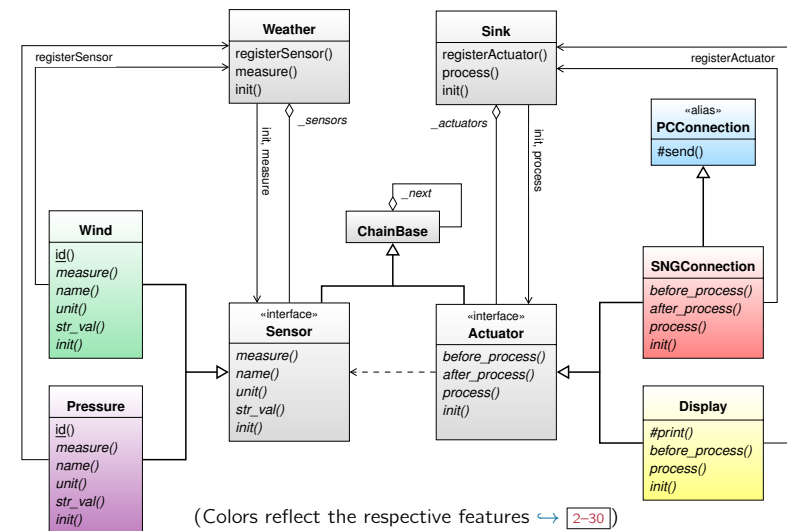 Weather
registerSensor()
measure()
init()
Sink
registerActuator()
process()
init()
registerSensor
registerActuator
_sensors
_actuators
init, measure
init, process
«alias»
PCConnection
#send()
_next
ChainBase
Wind
id()
measure()
name()
unit()
str_val()
init()
SNGConnection
before_process()
after_process()
process()
init()
«interface»
Sensor
measure()
name()
unit()
str_val()
init()
«interface»
Actuator
before_process()
after_process()
process()
init()
Pressure
id()
measure()
name()
unit()
str_val()
init()
Display
#print()
before_process()
process()
init()
(Colors reflect the respective features ↪ 2–30)